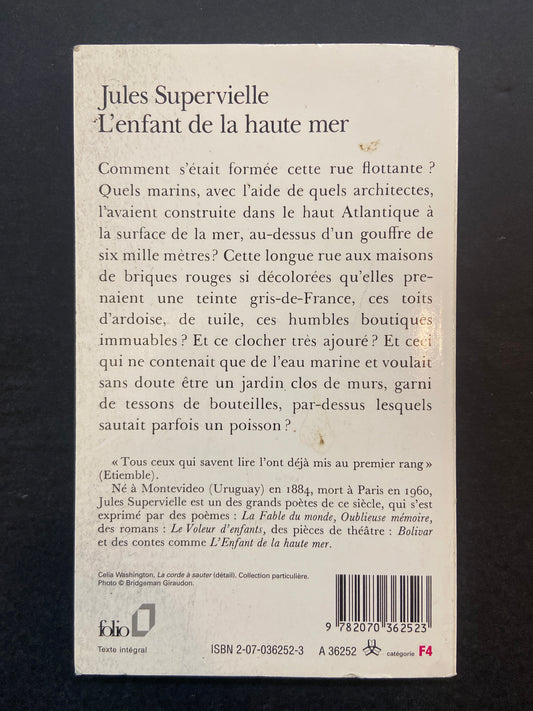 Jules Supervielle
L'enfant de la haute mer
Comment s'était formée cette rue flottante ?
Quels marins, avec l'aide de quels architectes,
l'avaient construite dans le haut Atlantique à
la surface de la mer, au-dessus d'un gouffre de
six mille mètres ? Cette longue rue aux maisons
de briques rouges si décolorées qu'elles pre-
naient une teinte gris-de-France, ces toits
d'ardoise, de tuile, ces humbles boutiques
immuables ? Et ce clocher très ajouré ? Et ceci
qui ne contenait que de l'eau marine et voulait
sans doute être un jardin clos de murs, garni
de tessons de bouteilles, par-dessus lesquels
sautait parfois un poisson ?
« Tous ceux qui savent lire l'ont déjà mis au premier rang »
(Etiemble).
Né à Montevideo (Uruguay) en 1884, mort à Paris en 1960,
Jules Supervielle est un des grands poètes de ce siècle, qui s'est
exprimé par des poèmes : La Fable du monde, Oublieuse mémoire,
des romans : Le Voleur d'enfants, des pièces de théâtre : Bolivar
et des contes comme L'Enfant de la haute mer.
Celia Washington, La corde à sauter (détail). Collection particulière.
Photo © Bridgeman Giraudon.
9 782070 362523
folio
Texte intégral
ISBN 2-07-036252-3 A 36252 catégorie F4